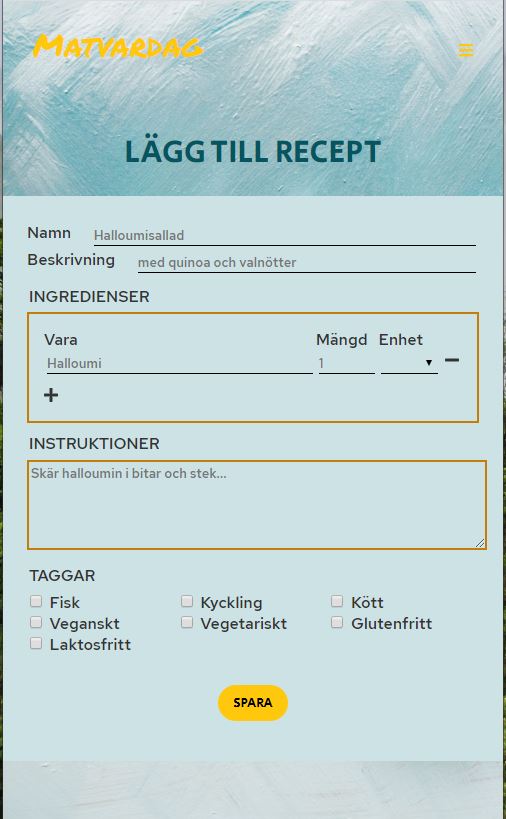 Matvardag
LÄGG TILL RECEPT
Namn Halloumisallad
Beskrivning med quinoa och valnötter
INGREDIENSER
Vara Mängd Enhet
Halloumi 1
INSTRUKTIONER
Skär halloumin i bitar och stek...
TAGGAR
Fisk Kyckling Kött
Veganskt Vegetariskt Glutenfritt
Laktosfritt
SPARA